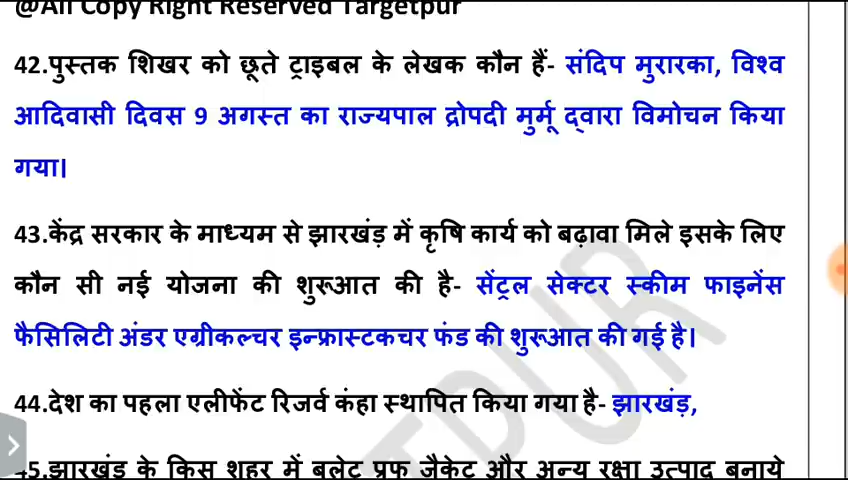 @All Copy Right Reserved Targetpur
42.पुस्तक शिखर को छूते ट्राइबल के लेखक कौन हैं- संदिप मुरारका, विश्व
आदिवासी दिवस 9 अगस्त का राज्यपाल द्रोपदी मुर्मू द्वारा विमोचन किया
गया।
43.केंद्र सरकार के माध्यम से झारखंड़ में कृषि कार्य को बढ़ावा मिले इसके लिए
कौन सी नई योजना की शुरूआत की है- सेंट्रल सेक्टर स्कीम फाइनेंस
फैसिलिटी अंडर एग्रीकल्चर इन्फ्रास्टकचर फंड की शुरूआत की गई है।
44.देश का पहला एलीफेंट रिजर्व कंहा स्थापित किया गया है- झारखंड़,
45.झारखंड के किस शहर में बुलेट प्रुफ जैकेट और अन्य रक्षा उत्पाद बनाये